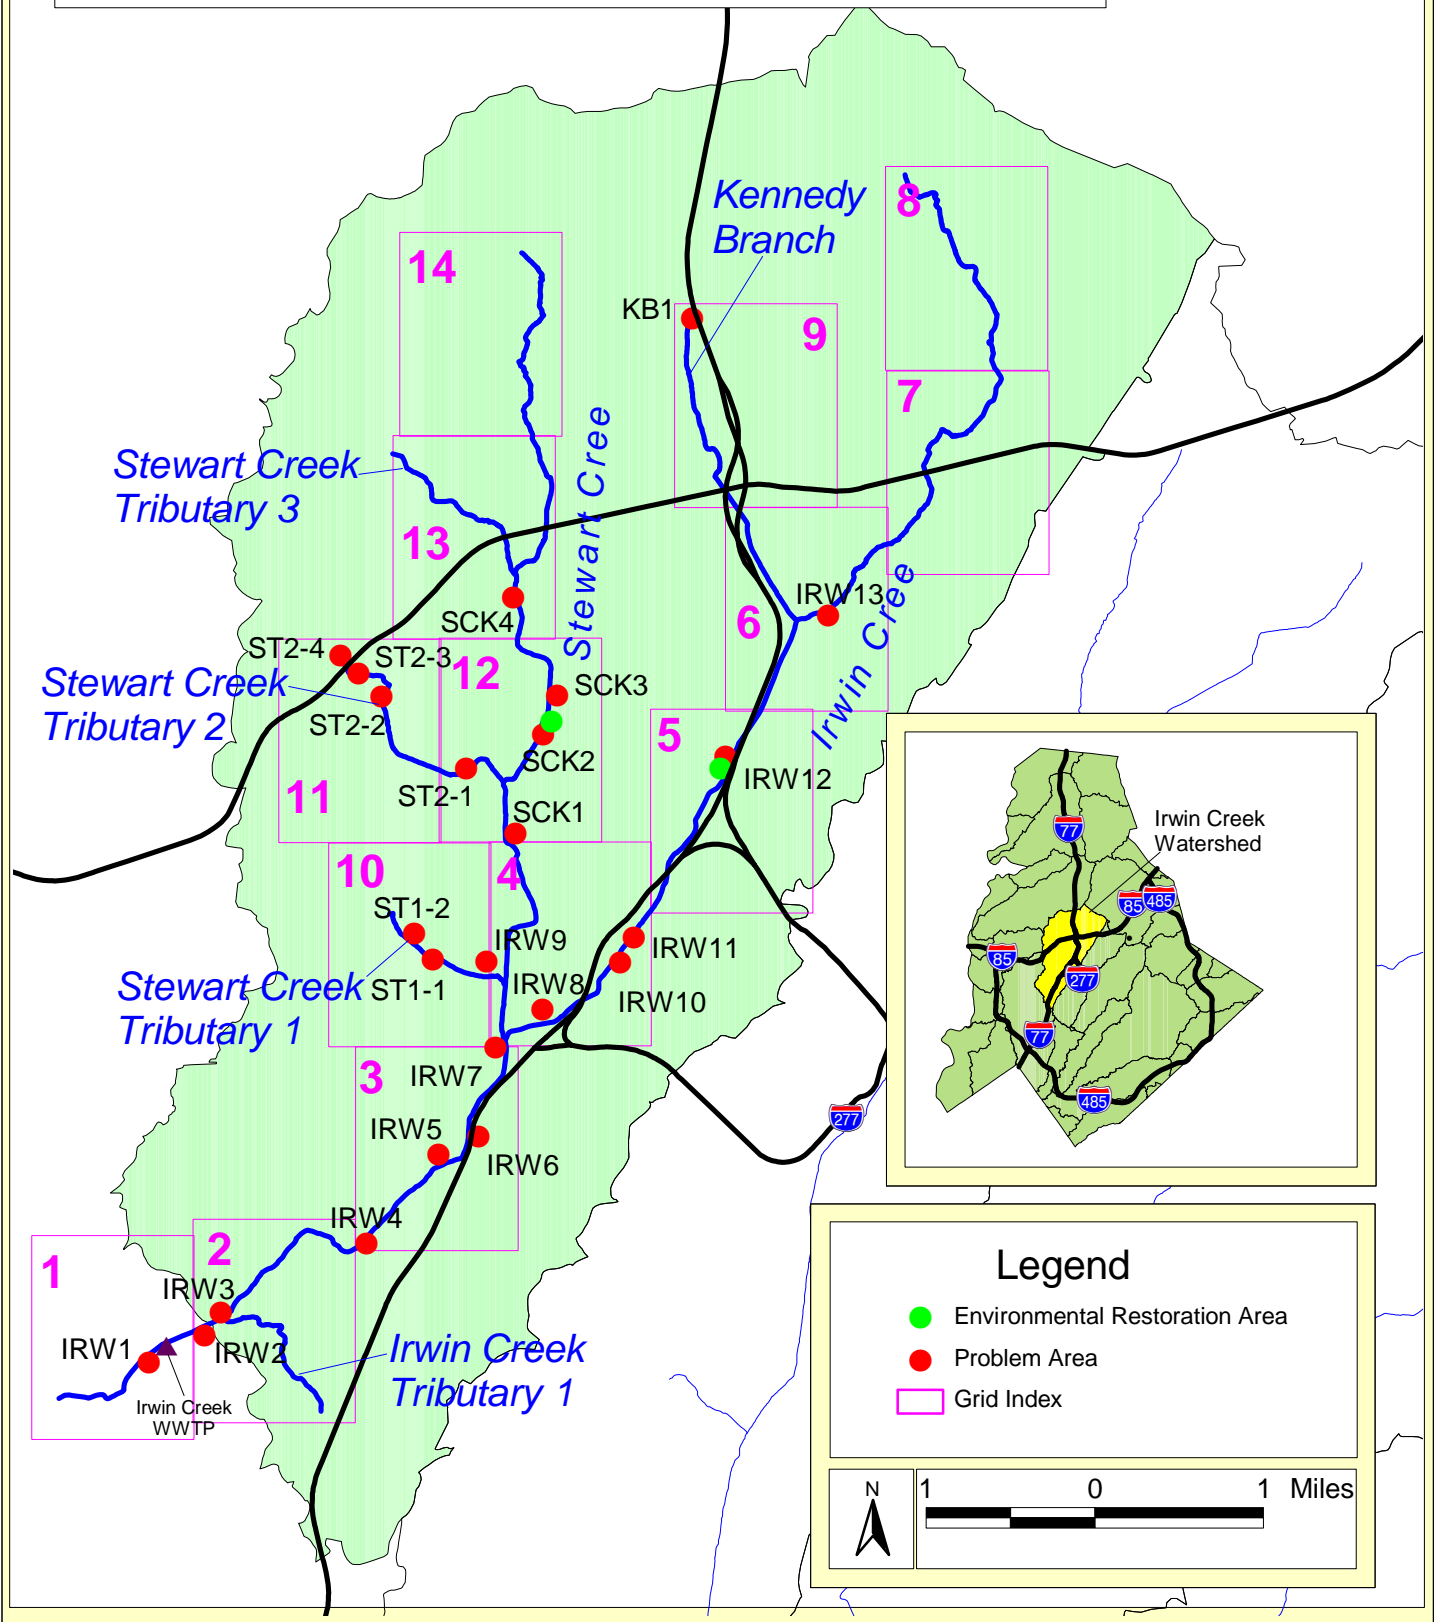 Kennedy
Branch
8
14
KB1
9
7
Stewart Creek
Tributary 3
Stewart Cree
13
IRW13
SCK4
6
Irwin Cree
ST2-4
ST2-3
12
Stewart Creek
Tributary 2
SCK3
ST2-2
5
SCK2
IRW12
ST2-1
11
SCK1
10
4
ST1-2
IRW9
IRW11
Stewart Creek
Tributary 1
ST1-1
IRW8
IRW10
3
IRW7
277
IRW5
IRW6
IRW4
2
1
IRW3
IRW1
IRW2
Irwin Creek
Tributary 1
Irwin Creek
WWTP
Irwin Creek
Watershed
77
85
485
85
277
77
485
Legend
Environmental Restoration Area
Problem Area
Grid Index
N
1 0 1 Miles